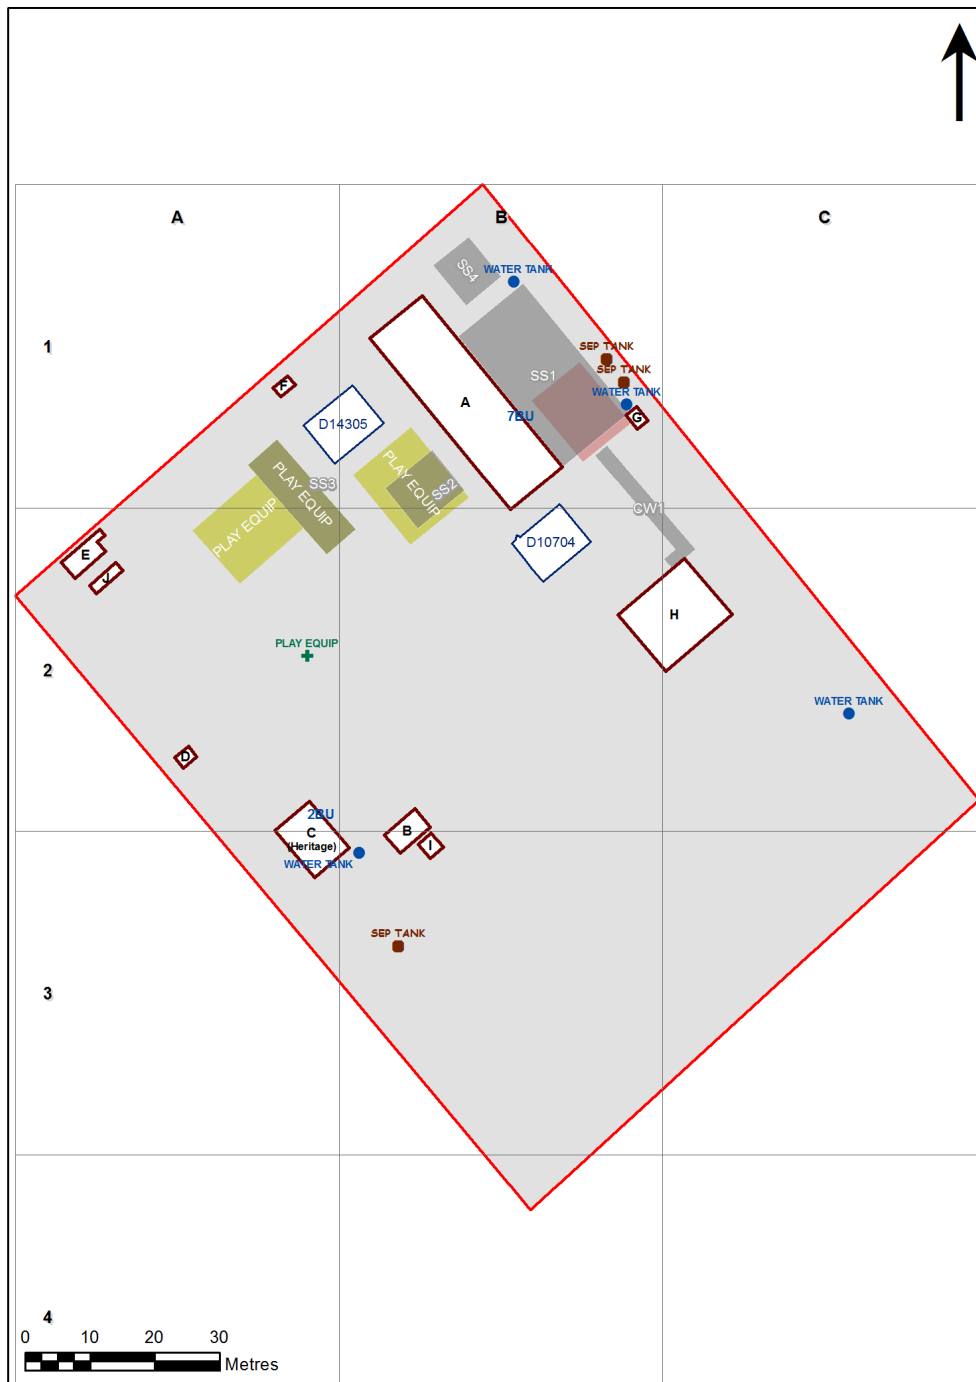 A
B
C
SS4
WATER TANK
1
SEP TANK
SEP TANK
SS1
F
WATER TANK
A
7BU
G
D14305
PLAY EQUIP
SS2
PLAY EQUIP
SS3
CW1
PLAY EQUIP
D10704
E
J
H
PLAY EQUIP
2
WATER TANK
D
2BU
C
(Heritage)
B
I
WATER TANK
SEP TANK
3
4
0 10 20 30
Metres